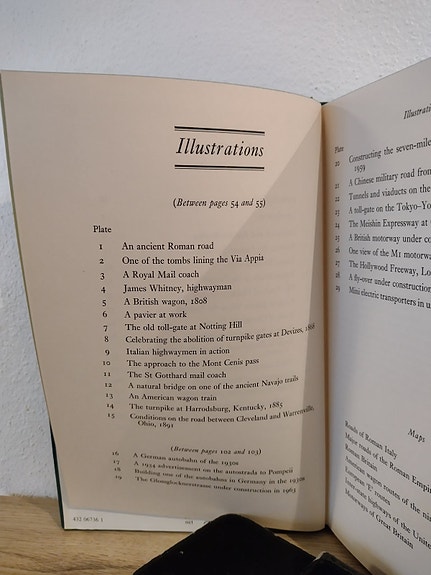 Illustrations
(Between pages 54 and 55)
Plate
1 An ancient Roman road
2 One of the tombs lining the Via Appia
3 A Royal Mail coach
4 James Whitney, highwayman
5 A British wagon, 1808
6 A pavier at work
7 The old toll-gate at Notting Hill
8 Celebrating the abolition of turnpike gates at Devizes, 1868
9 Italian highwaymen in action
10 The approach to the Mont Cenis pass
11 The St Gotthard mail coach
12 A natural bridge on one of the ancient Navajo trails
13 An American wagon train
14 The turnpike at Harrodsburg, Kentucky, 1885
15 Conditions on the road between Cleveland and Warrenville,
Ohio, 1891
(Between pages 102 and 103)
16 A German autobahn of the 1930s
17 A 1934 advertisement on the autostrada to Pompeii
18 Building one of the autobahns in Germany in the 1930s
19 The Glossglocknerstrasse under construction in 1963
432 06736 1
Plate
20 Constructing the seven-mile
1959
21 A Chinese military road from
22 Tunnels and viaducts on the
23 A toll-gate on the Tokyo–Yo
24 The Meishin Expressway at
25 A British motorway under co
26 One view of the M1 motorw
27 The Hollywood Freeway, Lo
28 A fly-over under construction
29 Mini electric transporters in u
Maps
Roads of Roman Italy
Major roads of the Roman Empir
Roman Britain
American wagon routes of the nin
European 'E' routes
Inter-state highways of the United
Motorways of Great Britain